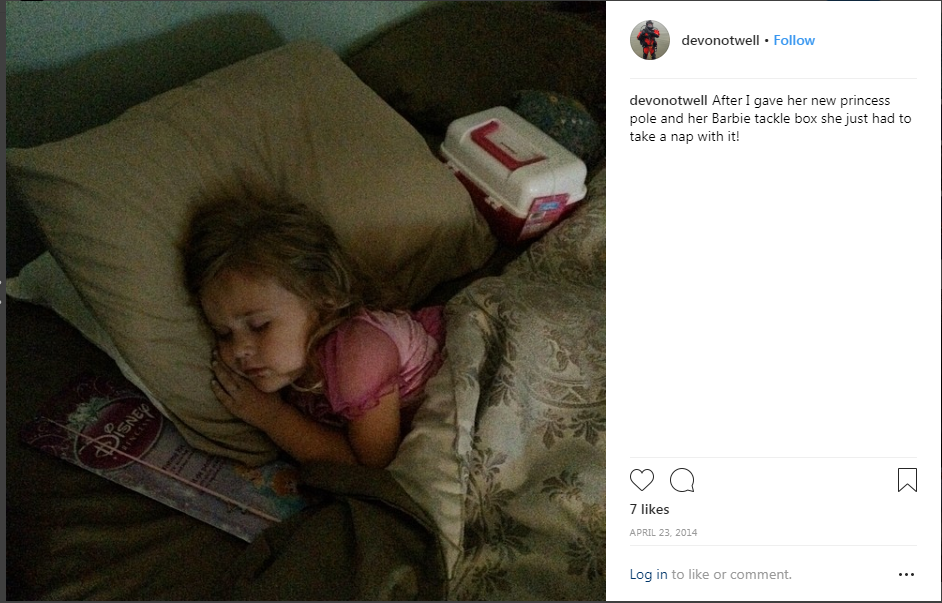 devonotwell • Follow
devonotwell After I gave her new princess
pole and her Barbie tackle box she just had to
take a nap with it!
DISNEY
PRINCESS
7 likes
APRIL 23, 2014
Log in to like or comment.